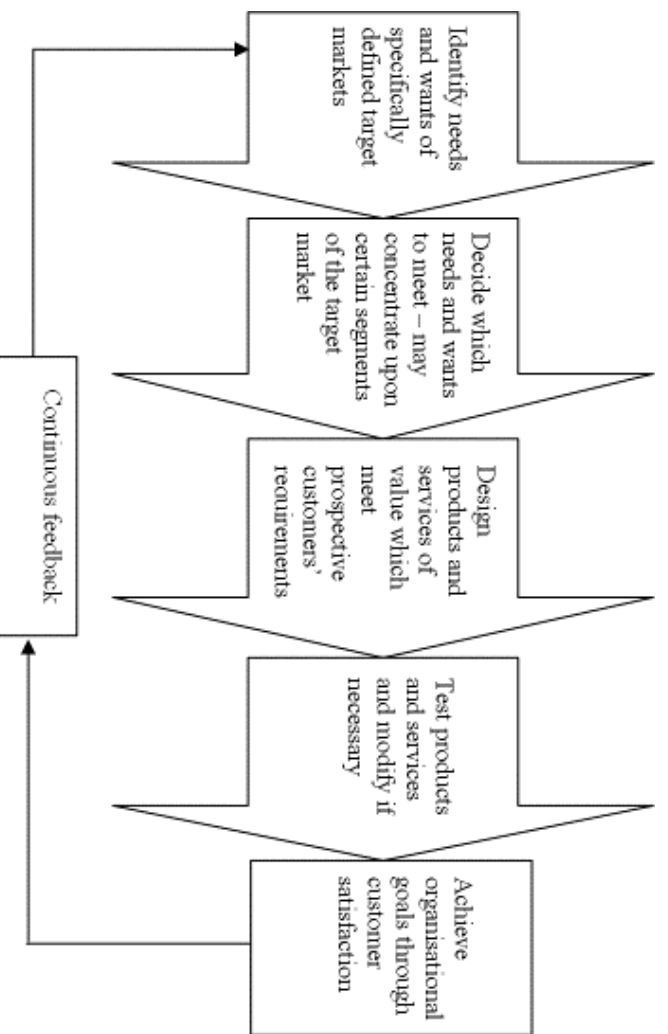 Identify needs
and wants of
specifically
defined target
markets
Decide which
needs and wants
to meet – may
concentrate upon
certain segments
of the target
market
Design
products and
services of
value which
meet
prospective
customers'
requirements
Test products
and services
and modify if
necessary
Achieve
organisational
goals through
customer
satisfaction
Continuous feedback